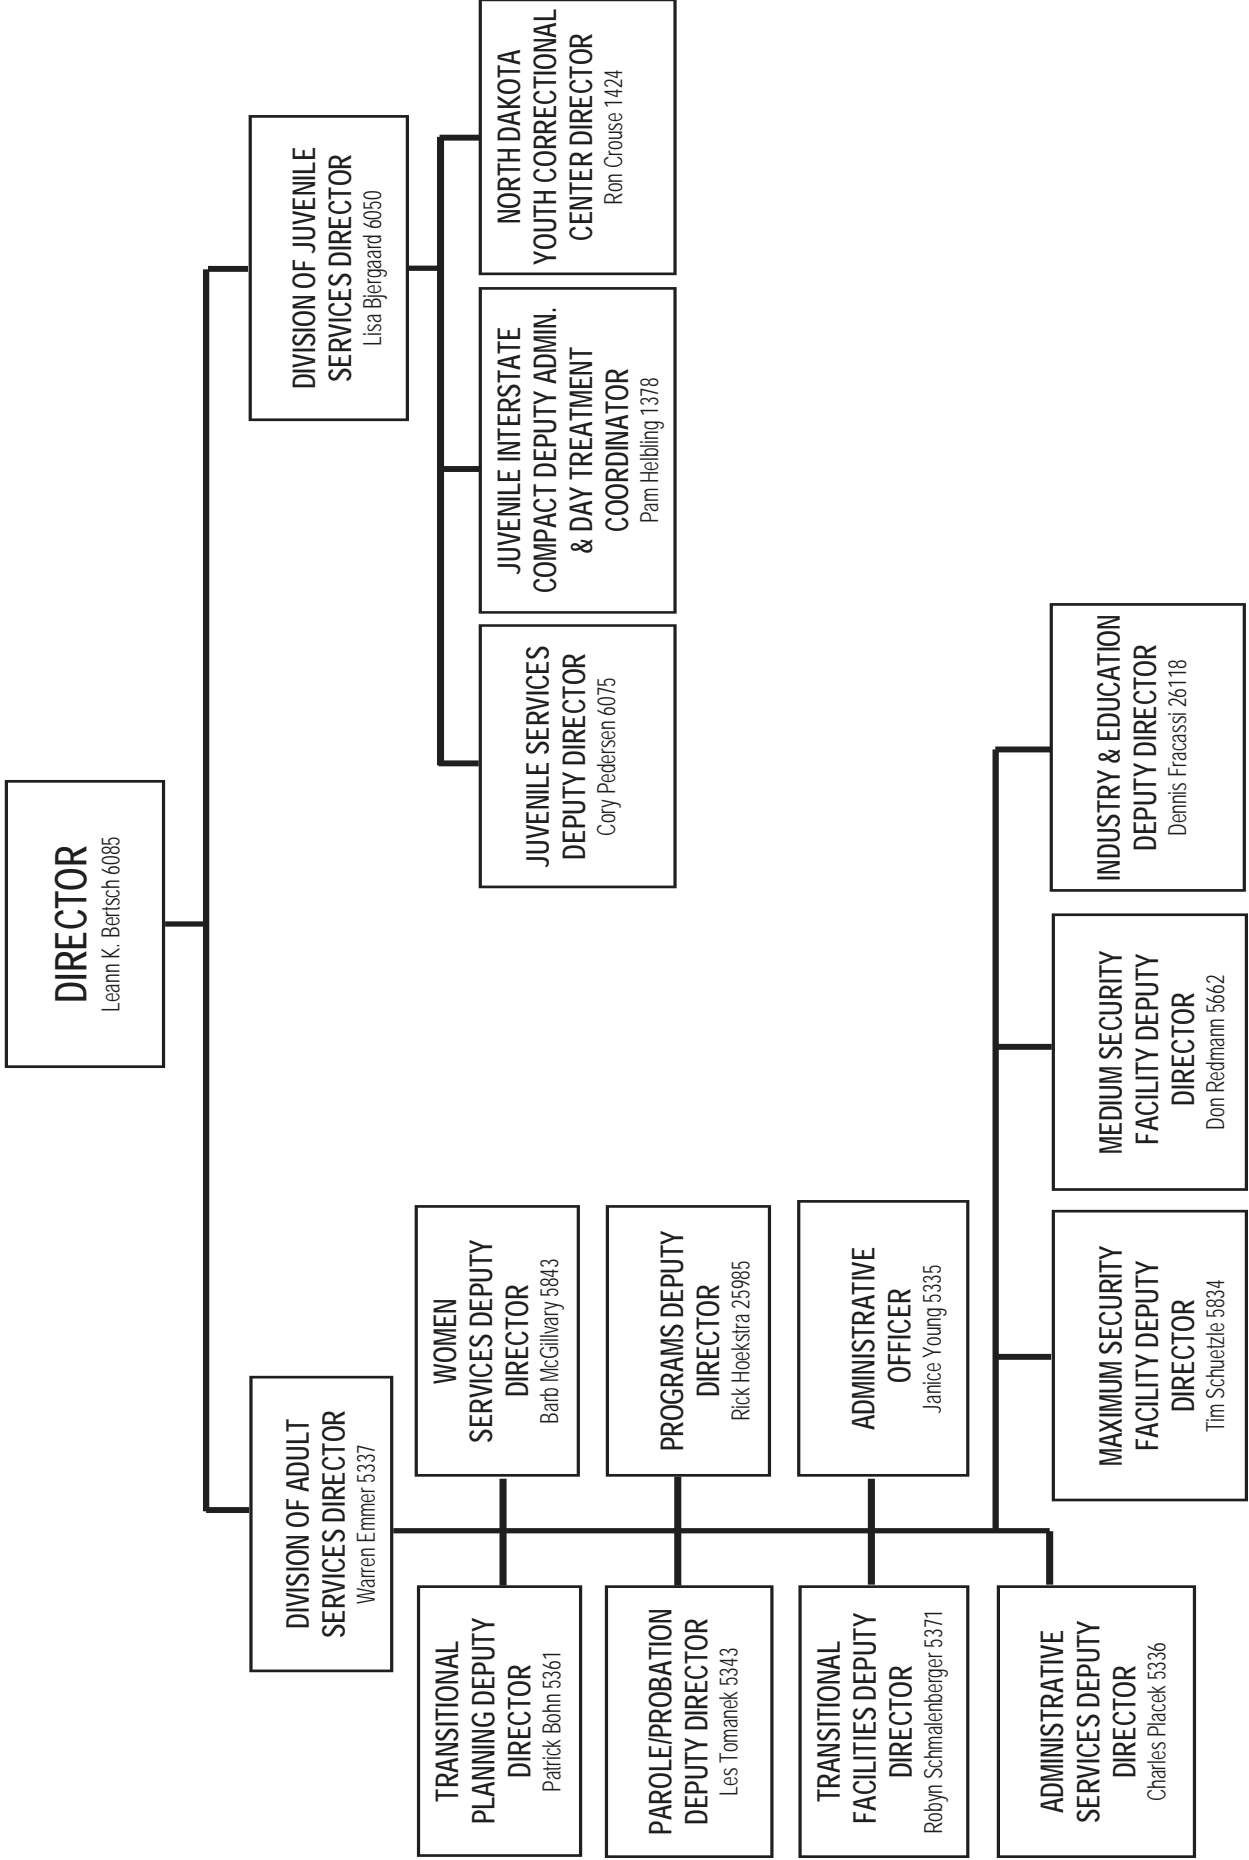 DIRECTOR
Leann K. Bertsch 6085
DIVISION OF ADULT
SERVICES DIRECTOR
Warren Emmer 5337
DIVISION OF JUVENILE
SERVICES DIRECTOR
Lisa Bjergaard 6050
TRANSITIONAL
PLANNING DEPUTY
DIRECTOR
Patrick Bohn 5361
WOMEN
SERVICES DEPUTY
DIRECTOR
Barb McGillvary 5843
JUVENILE SERVICES
DEPUTY DIRECTOR
Cory Pedersen 6075
JUVENILE INTERSTATE
COMPACT DEPUTY ADMIN.
& DAY TREATMENT
COORDINATOR
Pam Helbling 1378
NORTH DAKOTA
YOUTH CORRECTIONAL
CENTER DIRECTOR
Ron Crouse 1424
PAROLE/PROBATION
DEPUTY DIRECTOR
Les Tomanek 5343
PROGRAMS DEPUTY
DIRECTOR
Rick Hoekstra 25985
TRANSITIONAL
FACILITIES DEPUTY
DIRECTOR
Robyn Schmalenberger 5371
ADMINISTRATIVE
OFFICER
Janice Young 5335
ADMINISTRATIVE
SERVICES DEPUTY
DIRECTOR
Charles Placek 5336
MAXIMUM SECURITY
FACILITY DEPUTY
DIRECTOR
Tim Schuetzle 5834
MEDIUM SECURITY
FACILITY DEPUTY
DIRECTOR
Don Redmann 5662
INDUSTRY & EDUCATION
DEPUTY DIRECTOR
Dennis Fracassi 26118